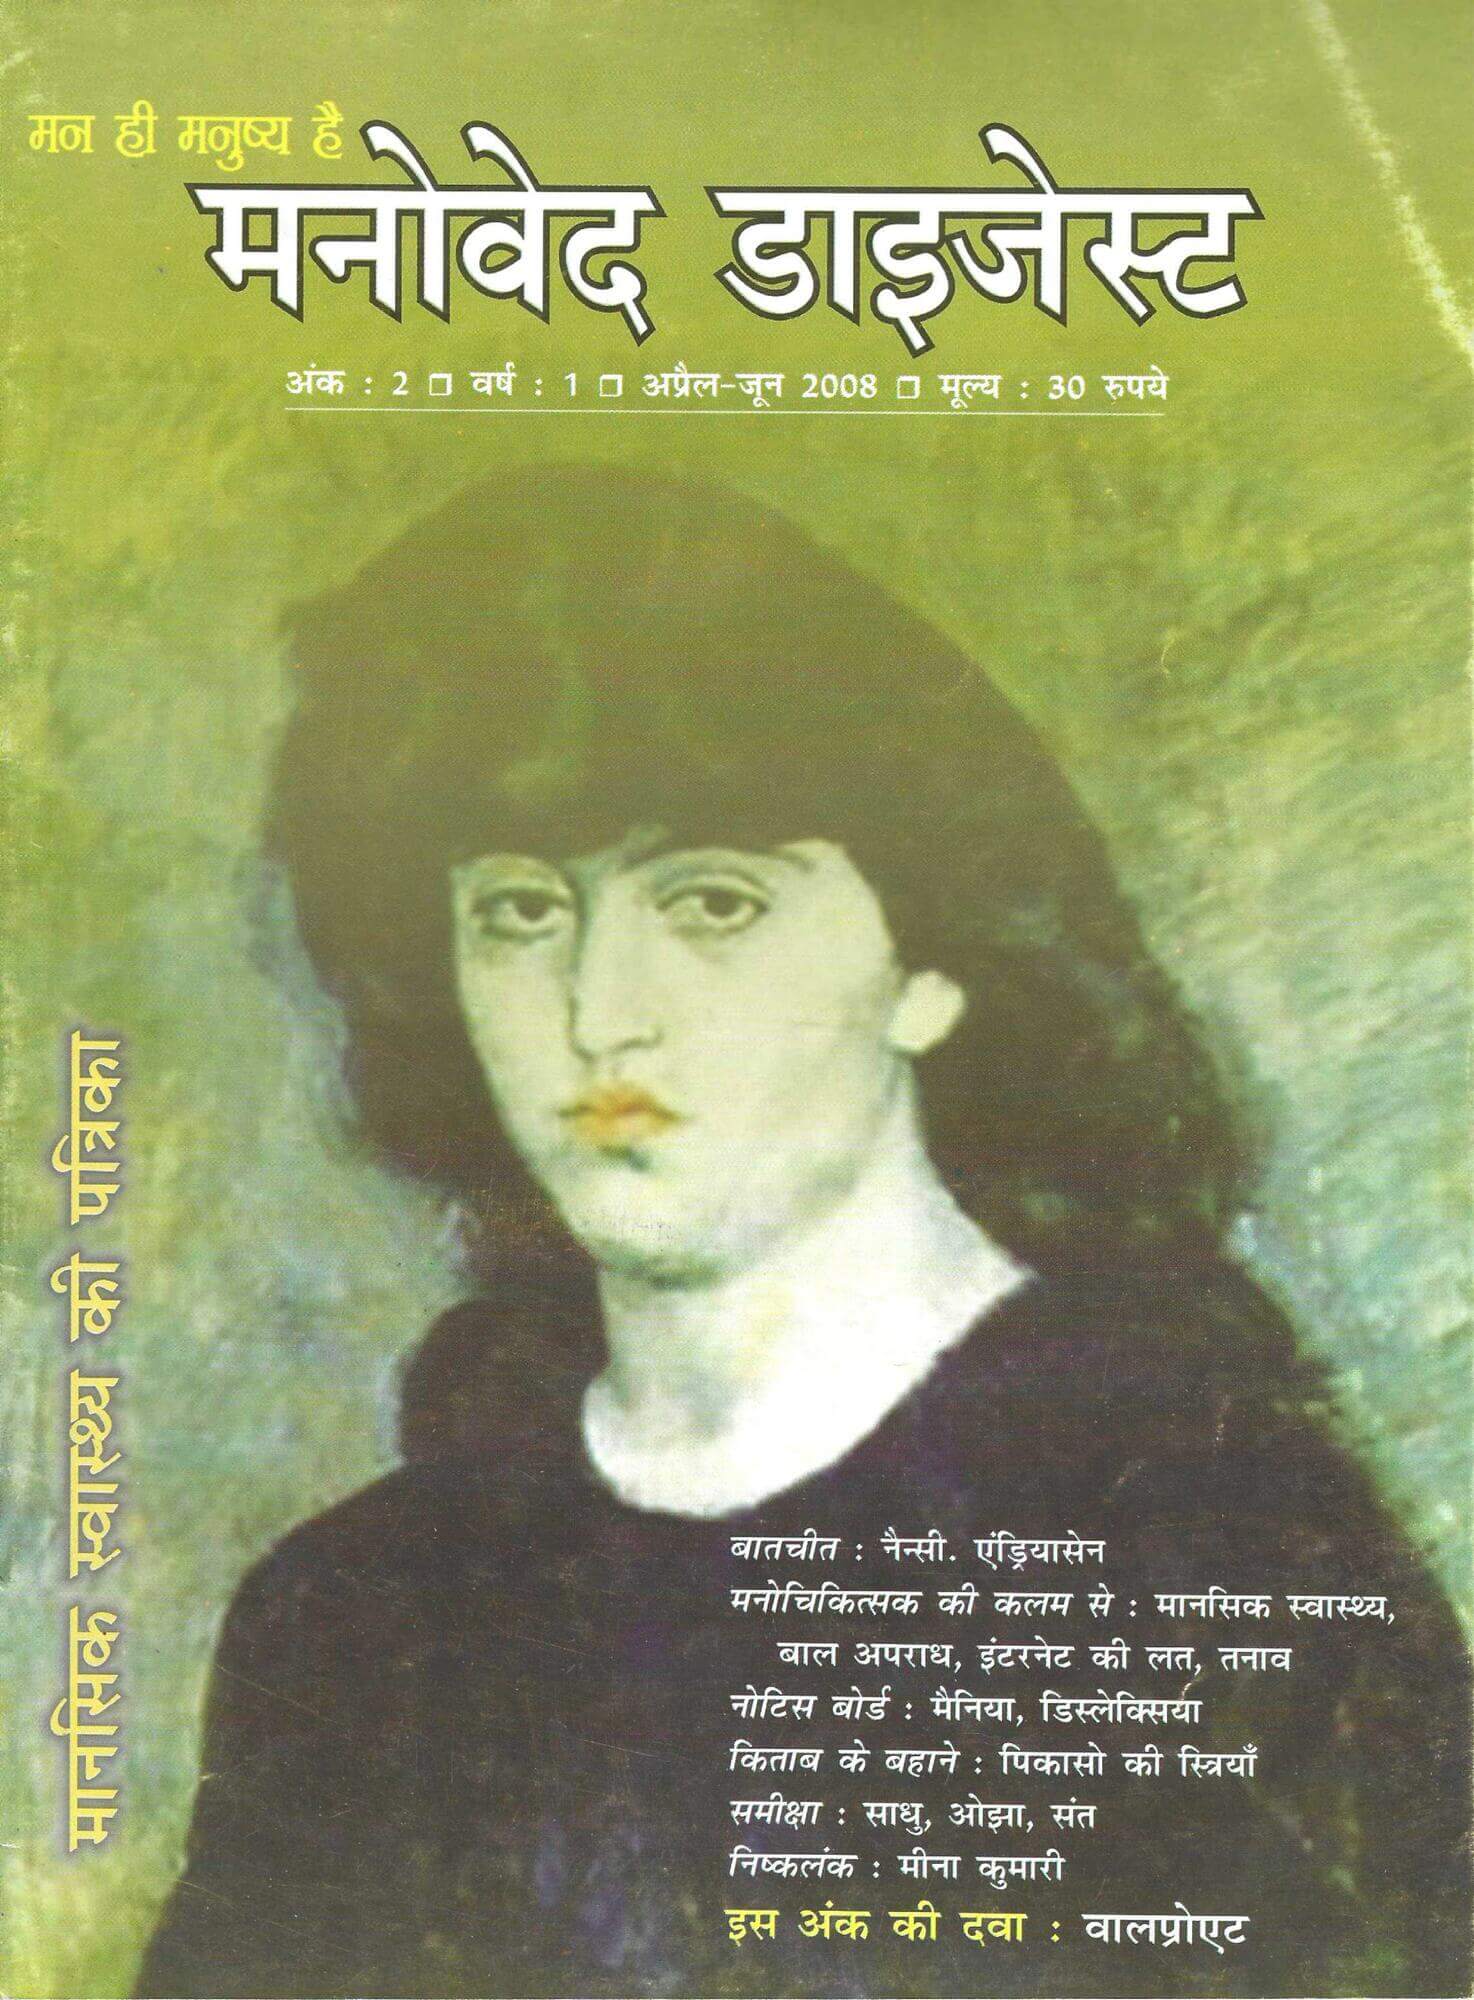 मन ही मनुष्य है
मनोवेद डाइजेस्ट
अंक : 2 ❒ वर्ष : 1 ❒ अप्रैल-जून 2008 ❒ मूल्य : 30 रुपये
मानसिक स्वास्थ्य की पत्रिका
बातचीत : नैन्सी. एंड्रियासेन
मनोचिकित्सक की कलम से : मानसिक स्वास्थ्य,
बाल अपराध, इंटरनेट की लत, तनाव
नोटिस बोर्ड : मैनिया, डिस्लेक्सिया
किताब के बहाने : पिकासो की स्त्रियाँ
समीक्षा : साधु, ओझा, संत
निष्कलंक : मीना कुमारी
इस अंक की दवा : वालप्रोएट